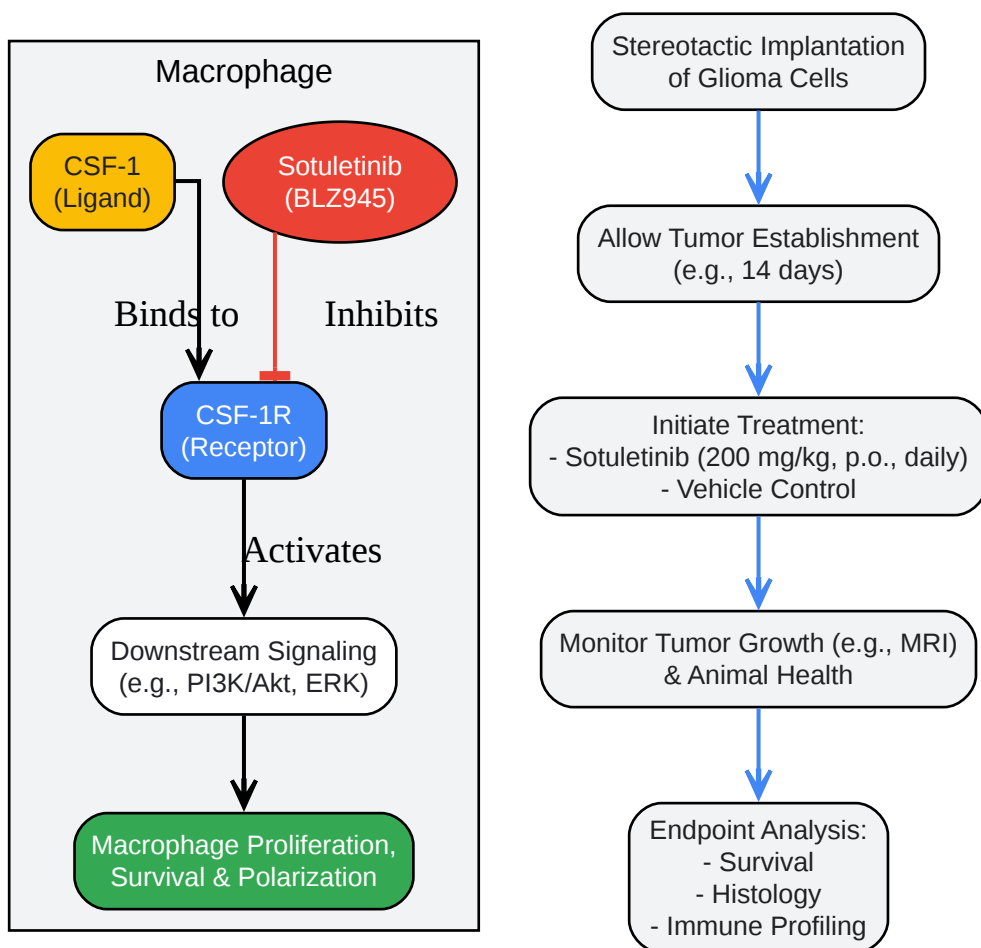 Macrophage
CSF-1
(Ligand)
Sotuletinib
(BLZ945)
Binds to
Inhibits
CSF-1R
(Receptor)
Activates
Downstream Signaling
(e.g., PI3K/Akt, ERK)
Macrophage Proliferation,
Survival & Polarization
Stereotactic Implantation
of Glioma Cells
Allow Tumor Establishment
(e.g., 14 days)
Initiate Treatment:
- Sotuletinib (200 mg/kg, p.o., daily)
- Vehicle Control
Monitor Tumor Growth (e.g., MRI)
& Animal Health
Endpoint Analysis:
- Survival
- Histology
- Immune Profiling